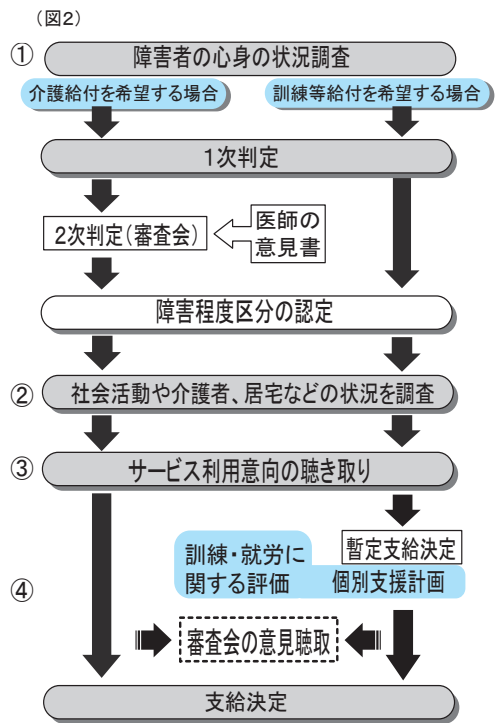 （図2）
① 障害者の心身の状況調査
介護給付を希望する場合 訓練等給付を希望する場合
1次判定
2次判定（審査会）
医師の
意見書
障害程度区分の認定
② 社会活動や介護者、居宅などの状況を調査
③ サービス利用意向の聴き取り
暫定支給決定
訓練・就労に
関する評価 個別支援計画
④
審査会の意見聴取
支給決定